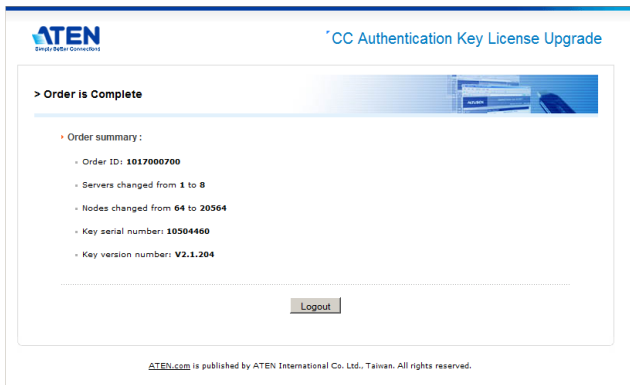 ATEN
Simply Better Connections
CC Authentication Key License Upgrade
> Order is Complete
Order summary :
Order ID: 1017000700
Servers changed from 1 to 8
Nodes changed from 64 to 20564
Key serial number: 10504460
Key version number: V2.1.204
Logout
ATEN.com is published by ATEN International Co. Ltd., Taiwan. All rights reserved.